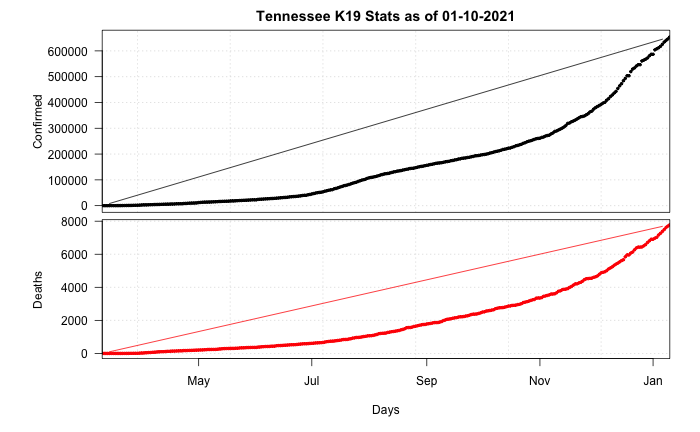 Tennessee K19 Stats as of 01-10-2021
Confirmed
600000
500000
400000
300000
200000
100000
0
Deaths
8000
6000
4000
2000
0
May Jul Sep Nov Jan
Days